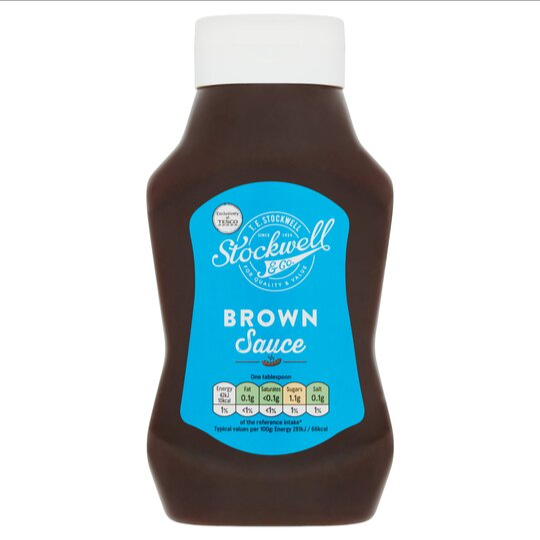 Exclusively
at
TESCO
T.E. STOCKWELL
SINCE 1924
Stockwell
& Co.
FOR QUALITY & VALUE
BROWN
Sauce
One tablespoon
Energy Fat Saturates Sugars Salt
42kJ
10kcal 0.1g <0.1g 1.1g 0.1g
1% <1% <1% 1% 1%
of the reference intake*
Typical values per 100g: Energy 281kJ / 66kcal